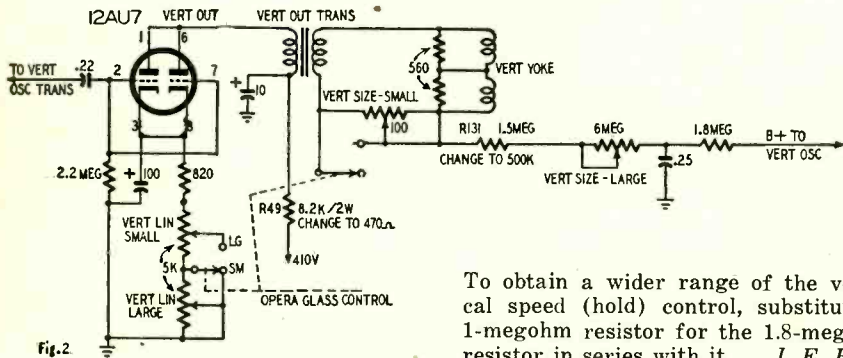 12AU7
VERT OUT
VERT OUT TRANS
1
6
TO VERT
OSC TRANS
.22
2
7
3
8
+
10
560
VERT YOKE
VERT SIZE-SMALL
100
R131 1.5MEG
CHANGE TO 500K
6MEG
VERT SIZE-LARGE
.25
1.8MEG
B+ TO
VERT OSC
2.2 MEG
+
100
820
VERT LIN
SMALL
5K
VERT LIN
LARGE
LG
SM
R49
8.2K/2W
CHANGE TO 470Ω
410V
OPERA GLASS CONTROL
Fig. 2
To obtain a wider range of the v
cal speed (hold) control, substitu
1-megohm resistor for the 1.8-meg
resistor in series with it.